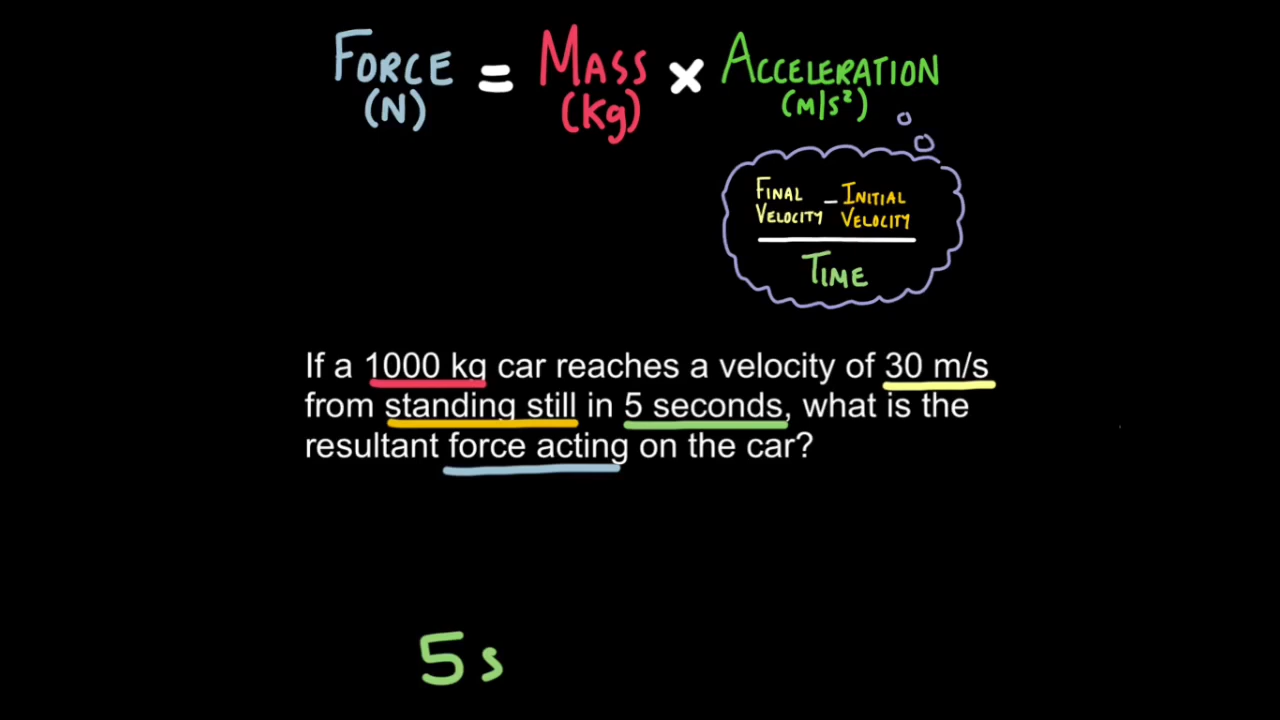 FORCE = MASS × ACCELERATION
(N) (Kg) (M/S²)
FINAL VELOCITY – INITIAL VELOCITY
TIME
If a 1000 kg car reaches a velocity of 30 m/s
from standing still in 5 seconds, what is the
resultant force acting on the car?
5 s